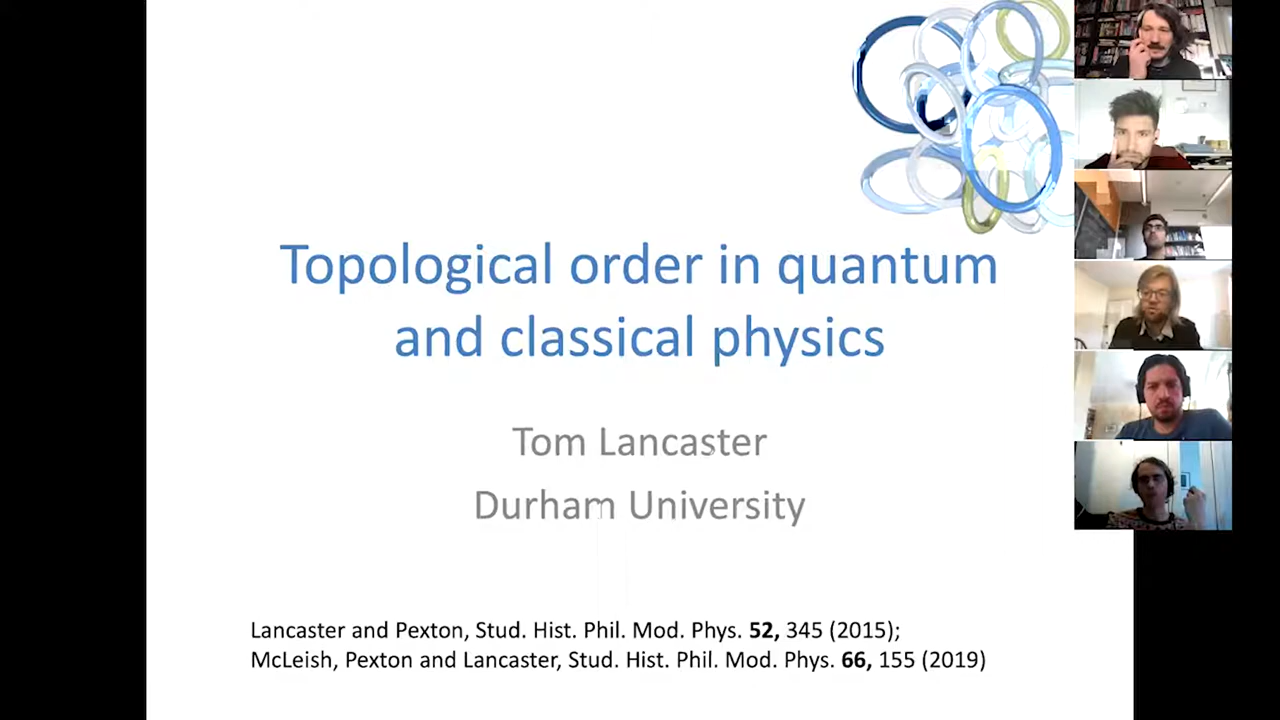 Topological order in quantum
and classical physics
Tom Lancaster
Durham University
Lancaster and Pexton, Stud. Hist. Phil. Mod. Phys. 52, 345 (2015);
McLeish, Pexton and Lancaster, Stud. Hist. Phil. Mod. Phys. 66, 155 (2019)